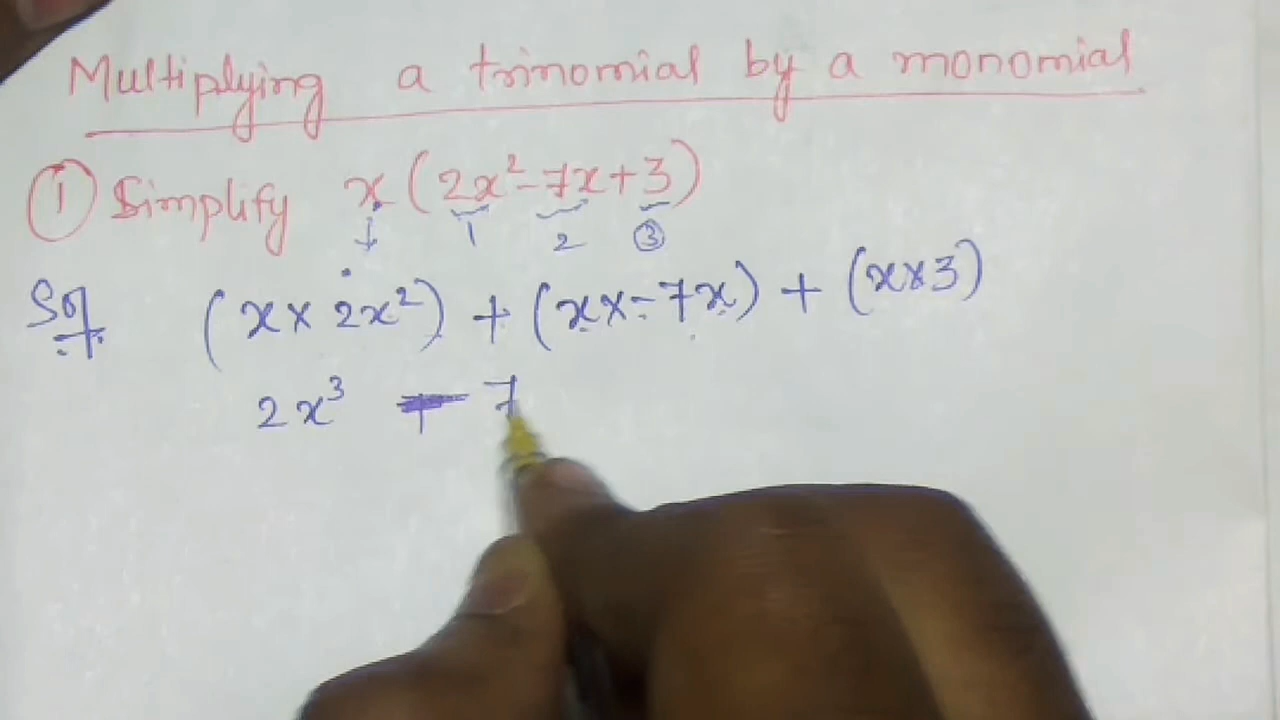 Multiplying a trinomial by a monomial
① Simplify x (2x² - 7x + 3)
↓ 1 2 ③
Sol (x × 2x²) + (x × -7x) + (x × 3)
2x³ - 7